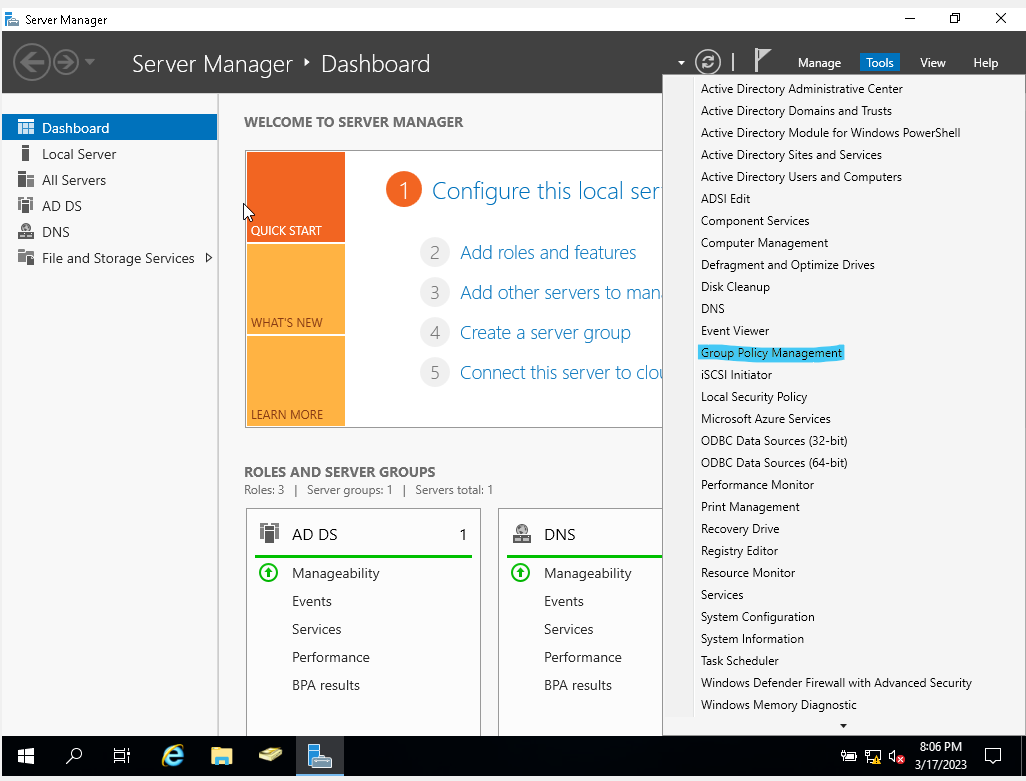 Server Manager
Server Manager ‣ Dashboard
Manage Tools View Help
Dashboard
Local Server
All Servers
AD DS
DNS
File and Storage Services
WELCOME TO SERVER MANAGER
QUICK START
WHAT'S NEW
LEARN MORE
1 Configure this local ser
2 Add roles and features
3 Add other servers to man
4 Create a server group
5 Connect this server to clou
ROLES AND SERVER GROUPS
Roles: 3 | Server groups: 1 | Servers total: 1
AD DS 1
Manageability
Events
Services
Performance
BPA results
DNS
Manageability
Events
Services
Performance
BPA results
Active Directory Administrative Center
Active Directory Domains and Trusts
Active Directory Module for Windows PowerShell
Active Directory Sites and Services
Active Directory Users and Computers
ADSI Edit
Component Services
Computer Management
Defragment and Optimize Drives
Disk Cleanup
DNS
Event Viewer
Group Policy Management
iSCSI Initiator
Local Security Policy
Microsoft Azure Services
ODBC Data Sources (32-bit)
ODBC Data Sources (64-bit)
Performance Monitor
Print Management
Recovery Drive
Registry Editor
Resource Monitor
Services
System Configuration
System Information
Task Scheduler
Windows Defender Firewall with Advanced Security
Windows Memory Diagnostic
8:06 PM
3/17/2023